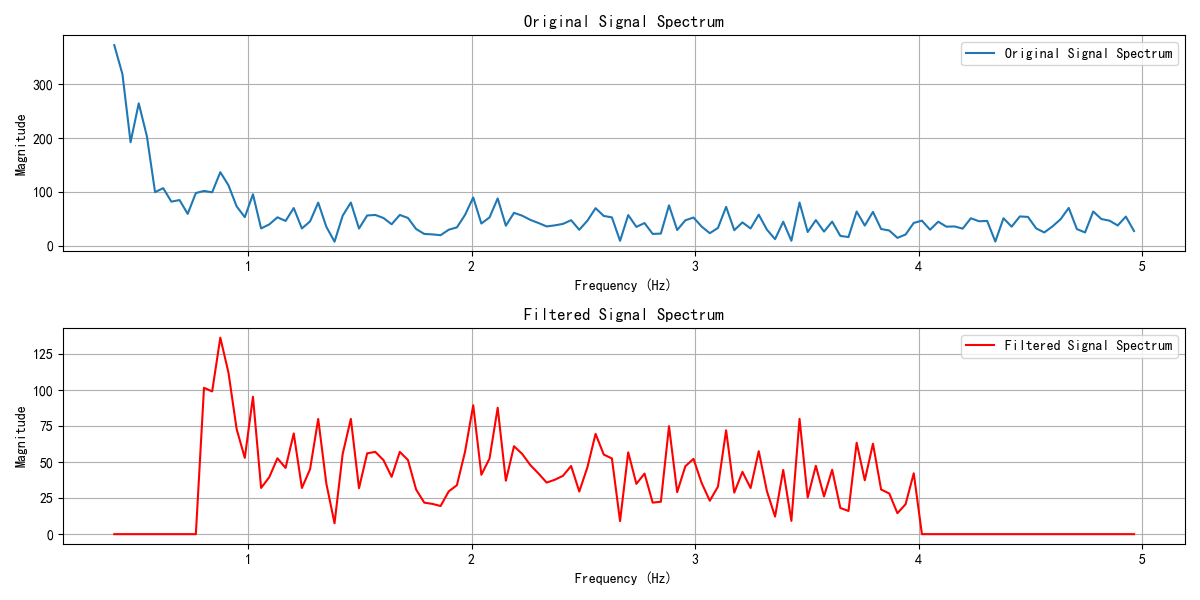 Original Signal Spectrum
Original Signal Spectrum
300
200
100
0
Magnitude
1 2 3 4 5
Frequency (Hz)
Filtered Signal Spectrum
Filtered Signal Spectrum
125
100
75
50
25
0
Magnitude
1 2 3 4 5
Frequency (Hz)